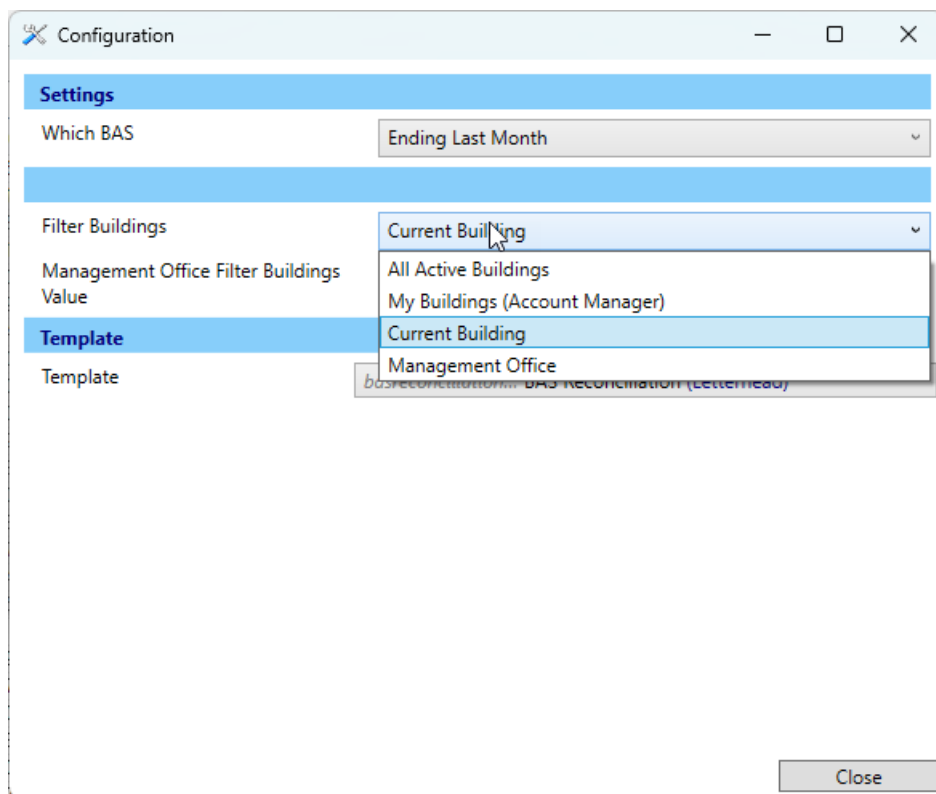 Configuration
Settings
Which BAS
Ending Last Month
Filter Buildings
Current Building
Management Office Filter Buildings
Value
All Active Buildings
My Buildings (Account Manager)
Current Building
Management Office
Template
Template
basreconciliation... BAS Reconciliation (Letterhead)
Close